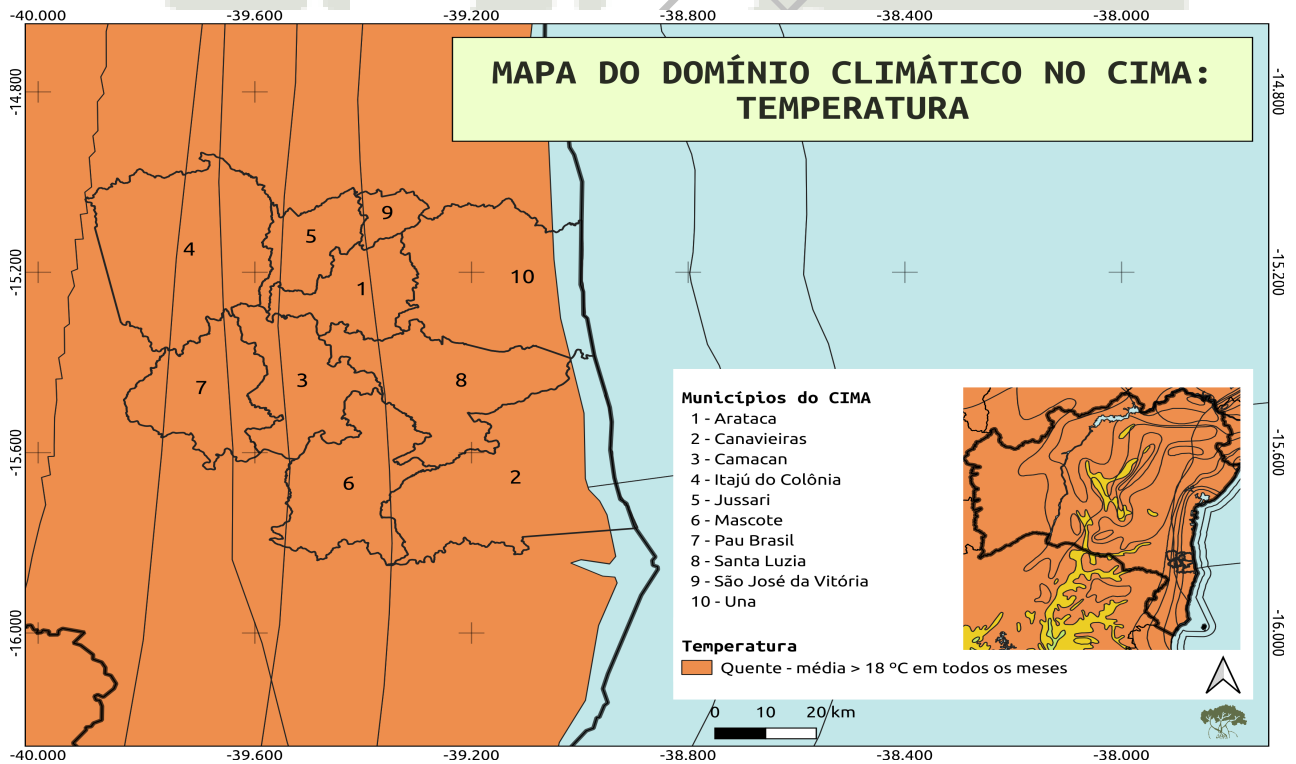 -40.000 -39.600 -39.200 -38.800 -38.400 -38.000
MAPA DO DOMÍNIO CLIMÁTICO NO CIMA:
TEMPERATURA
-14.800 -14.800
9
5
4
10
-15.200 -15.200
1
8
3
7
2
6
-15.600 -15.600
Municípios do CIMA
1 - Arataca
2 - Canavieiras
3 - Camacan
4 - Itajú do Colônia
5 - Jussari
6 - Mascote
7 - Pau Brasil
8 - Santa Luzia
9 - São José da Vitória
10 - Una
-16.000 -16.000
Temperatura
Quente - média > 18 ºC em todos os meses
0 10 20 km
-40.000 -39.600 -39.200 -38.800 -38.400 -38.000